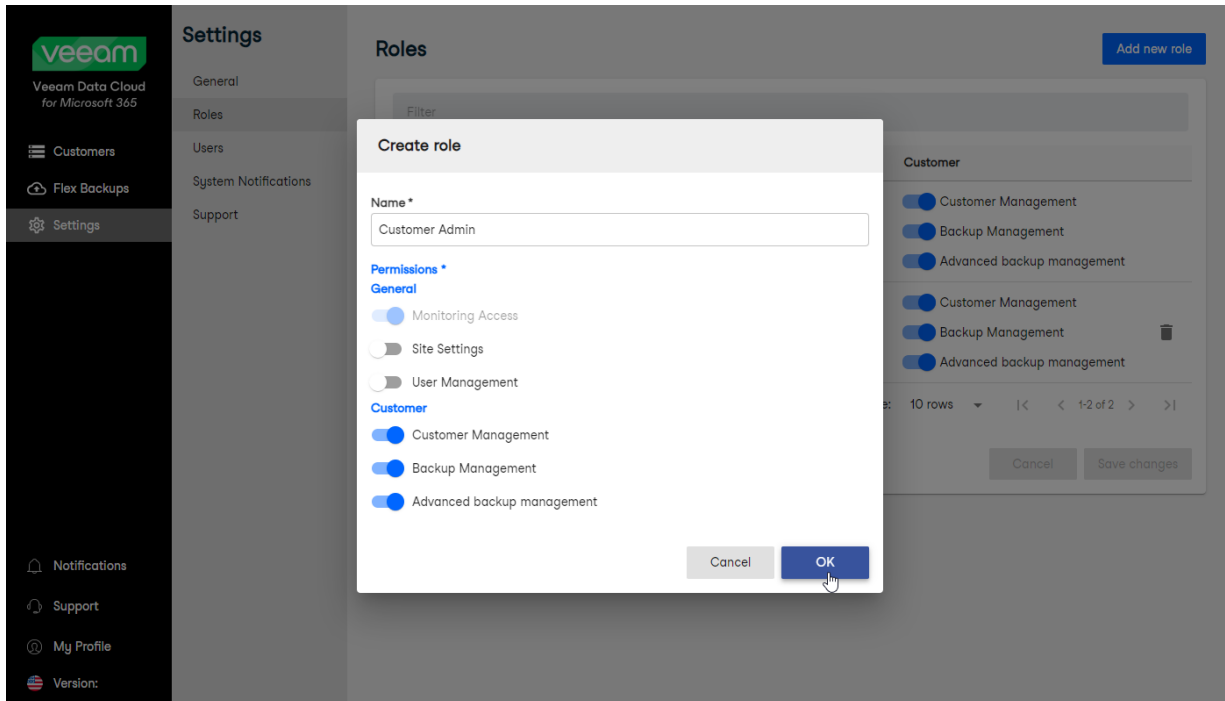 veeam
Veeam Data Cloud
for Microsoft 365
Customers
Flex Backups
Settings
Notifications
Support
My Profile
Version:
Settings
General
Roles
Users
System Notifications
Support
Roles
Add new role
Filter
Customer
Customer Management
Backup Management
Advanced backup management
Customer Management
Backup Management
Advanced backup management
10 rows 1-2 of 2
Cancel Save changes
Create role
Name *
Customer Admin
Permissions *
General
Monitoring Access
Site Settings
User Management
Customer
Customer Management
Backup Management
Advanced backup management
Cancel OK